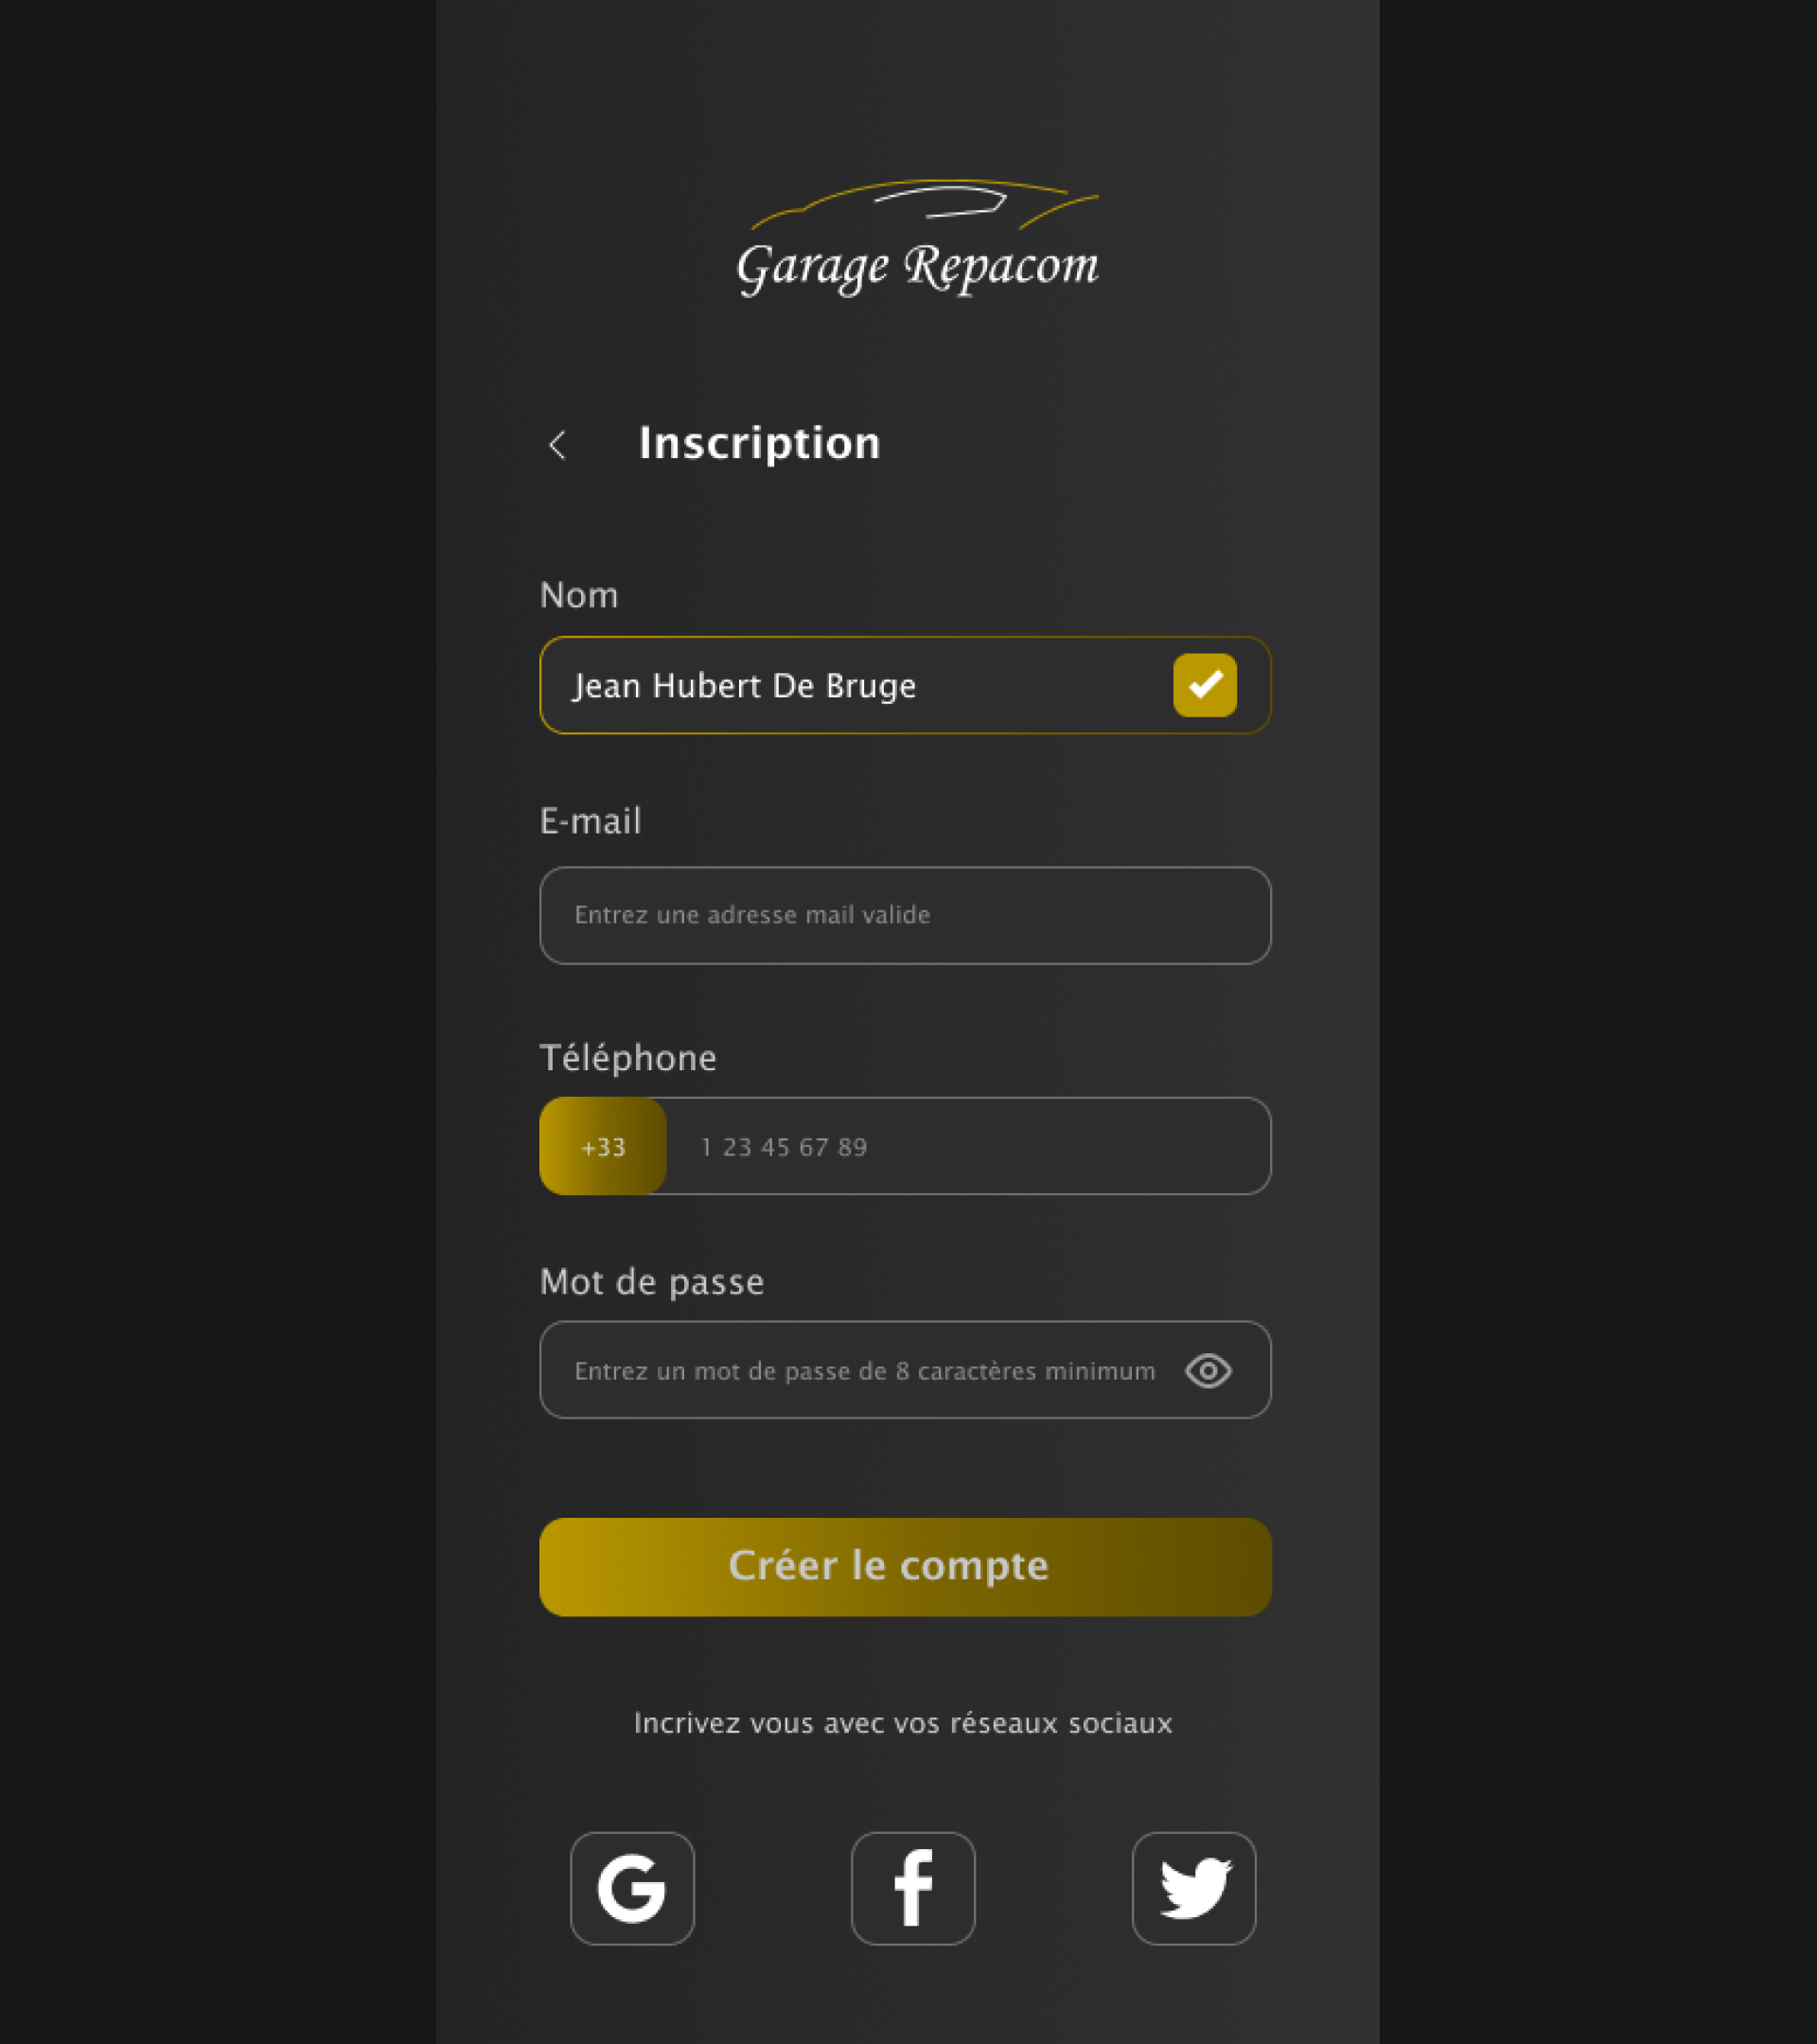 Garage Repacom
Inscription
Nom
Jean Hubert De Bruge
E-mail
Entrez une adresse mail valide
Téléphone
+33 1 23 45 67 89
Mot de passe
Entrez un mot de passe de 8 caractères minimum
Créer le compte
Incrivez vous avec vos réseaux sociaux